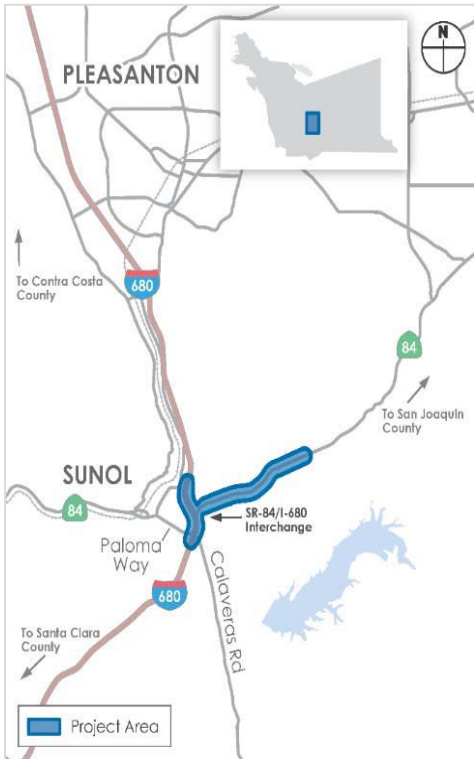 N
PLEASANTON
680
To Contra Costa
County
84
To San Joaquin
County
SUNOL
84
SR-84/I-680
Interchange
Paloma
Way
Calaveras Rd
680
To Santa Clara
County
Project Area